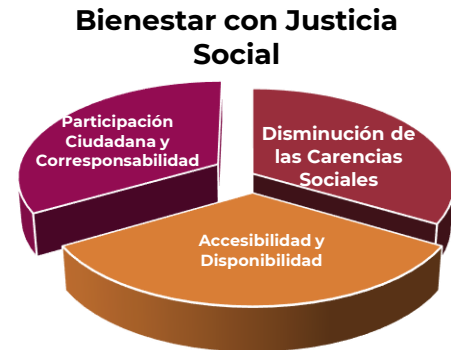 Bienestar con Justicia
Social
Participación
Ciudadana y
Corresponsabilidad
Disminución de
las Carencias
Sociales
Accesibilidad y
Disponibilidad